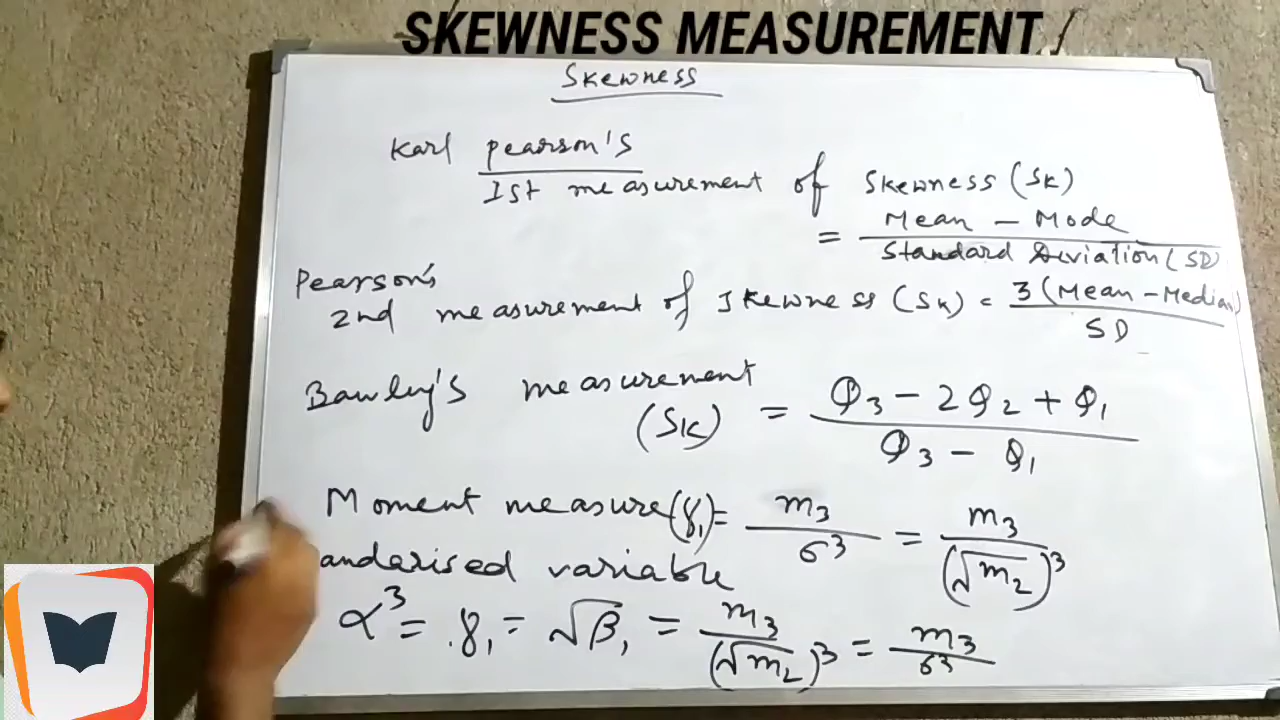 SKEWNESS MEASUREMENT
Skewness
Karl pearson's
1st measurement of Skewness (SK)
= Mean - Mode / Standard Deviation (SD)
Pearson's
2nd measurement of Skewness (SK) = 3 (Mean - Median) / SD
Bawley's measurement
(SK) = Q3 - 2Q2 + Q1 / Q3 - Q1
Moment measure (γ1) = m3 / σ³ = m3 / (√m2)³
andarised variable
α³ = γ1 = √β1 = m3 / (√m2)³ = m3 / σ³